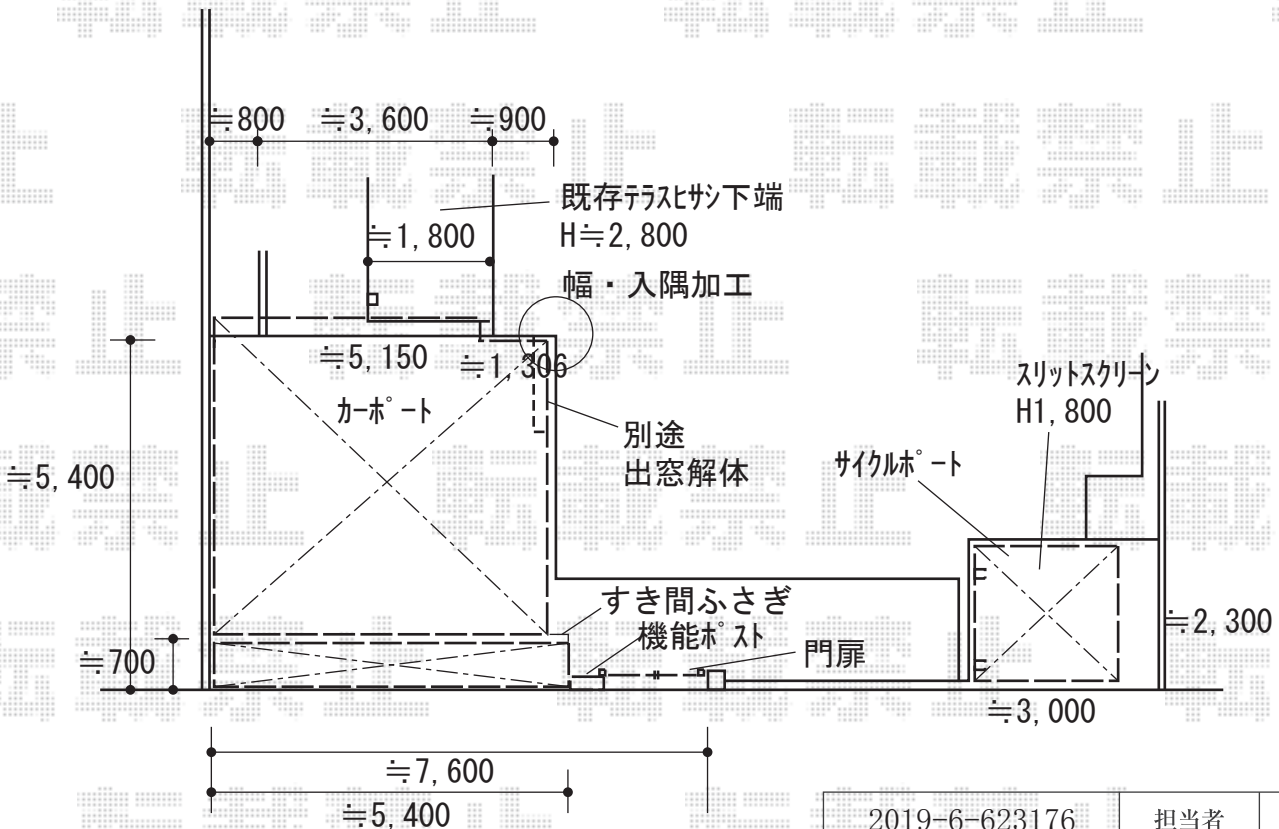 ≒800 ≒3,600 ≒900
既存ﾃﾗｽﾋｻｼ下端
H≒2,800
≒1,800
幅・入隅加工
≒5,150 ≒1,306
ｶｰﾎﾟｰﾄ
別途
出窓解体
ｽﾘｯﾄｽｸﾘｰﾝ
H1,800
ｻｲｸﾙﾎﾟｰﾄ
≒5,400
すき間ふさぎ
機能ﾎﾟｽﾄ
門扉
≒700
≒2,300
≒3,000
≒7,600
≒5,400
2019-6-623176 担当者
転載禁止